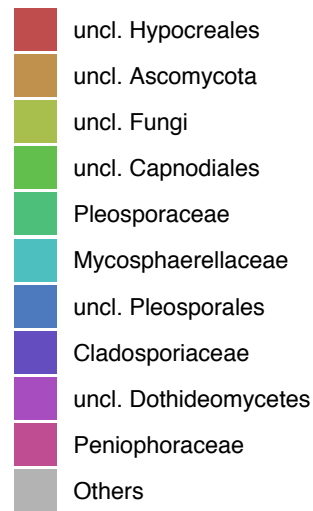 uncl. Hypocreales
uncl. Ascomycota
uncl. Fungi
uncl. Capnodiales
Pleosporaceae
Mycosphaerellaceae
uncl. Pleosporales
Cladosporiaceae
uncl. Dothideomycetes
Peniophoraceae
Others